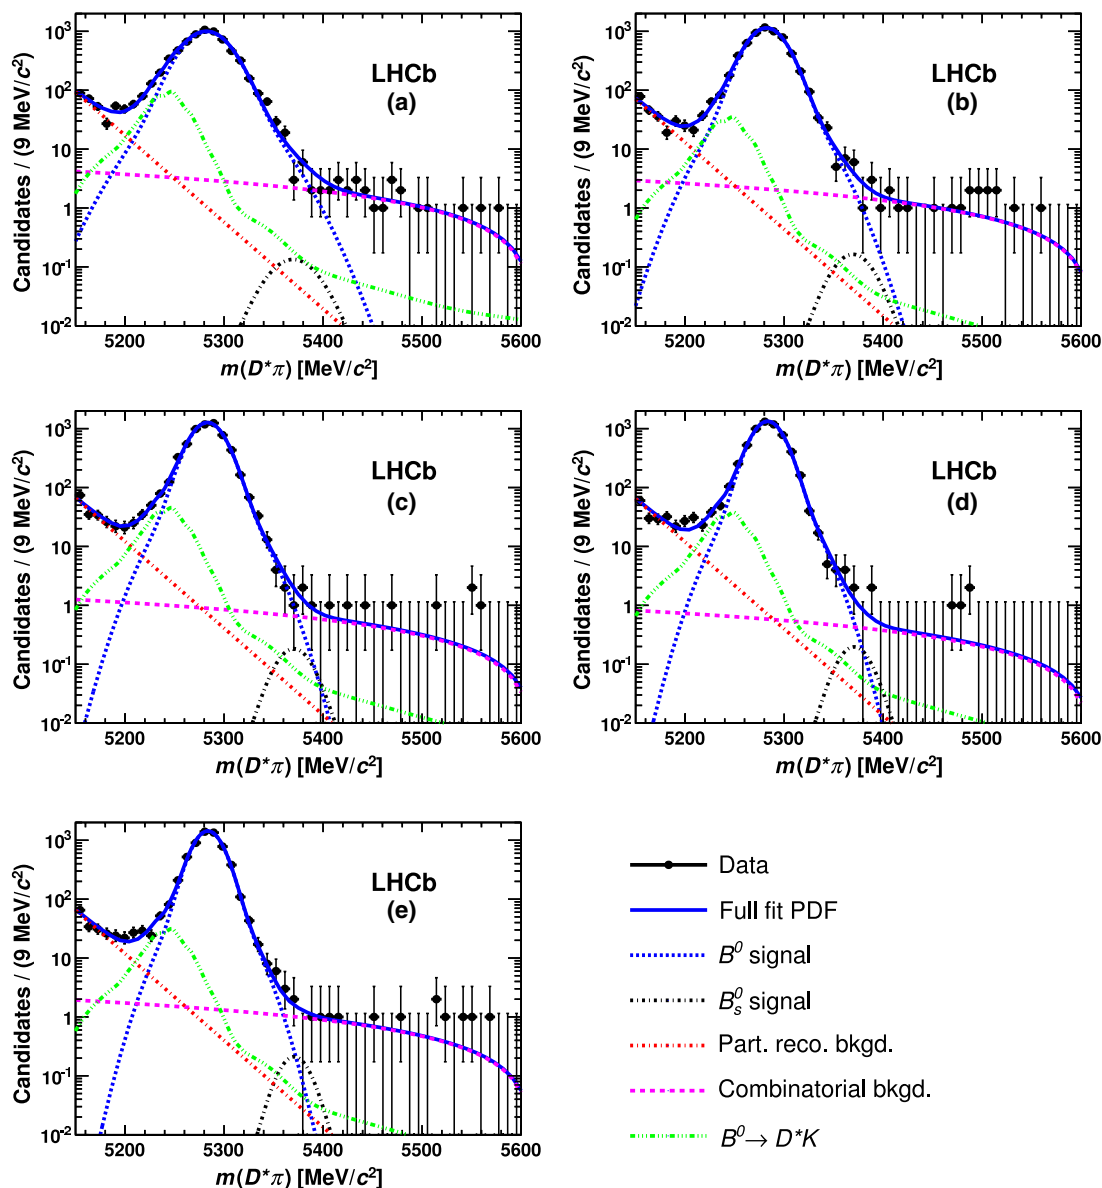 10³
10²
10
1
10⁻¹
10⁻²
Candidates / (9 MeV/c²)
LHCb
(a)
5200 5300 5400 5500 5600
m(D*π) [MeV/c²]
10³
10²
10
1
10⁻¹
10⁻²
Candidates / (9 MeV/c²)
LHCb
(b)
5200 5300 5400 5500 5600
m(D*π) [MeV/c²]
10³
10²
10
1
10⁻¹
10⁻²
Candidates / (9 MeV/c²)
LHCb
(c)
5200 5300 5400 5500 5600
m(D*π) [MeV/c²]
10³
10²
10
1
10⁻¹
10⁻²
Candidates / (9 MeV/c²)
LHCb
(d)
5200 5300 5400 5500 5600
m(D*π) [MeV/c²]
10³
10²
10
1
10⁻¹
10⁻²
Candidates / (9 MeV/c²)
LHCb
(e)
5200 5300 5400 5500 5600
m(D*π) [MeV/c²]
Data
Full fit PDF
B⁰ signal
B⁰ₛ signal
Part. reco. bkgd.
Combinatorial bkgd.
B⁰→ D*K